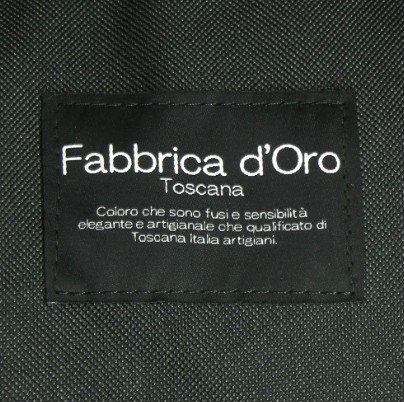 Fabbrica d'Oro
Toscana
Coloro che sono fusi e sensibilità
elegante e artigianale che qualificato di
Toscana Italia artigiani.